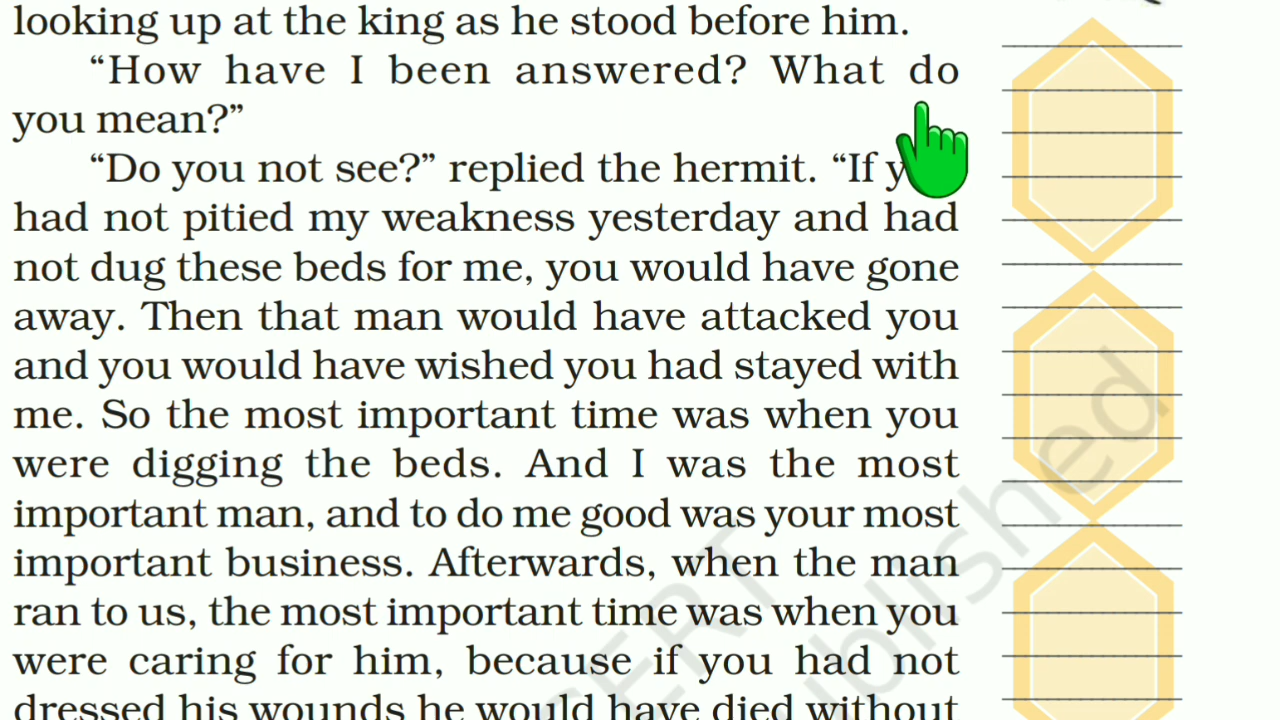 looking up at the king as he stood before him.
“How have I been answered? What do
you mean?”
“Do you not see?” replied the hermit. “If
had not pitied my weakness yesterday and had
not dug these beds for me, you would have gone
away. Then that man would have attacked you
and you would have wished you had stayed with
me. So the most important time was when you
were digging the beds. And I was the most
important man, and to do me good was your most
important business. Afterwards, when the man
ran to us, the most important time was when you
were caring for him, because if you had not
dressed his wounds he would have died without